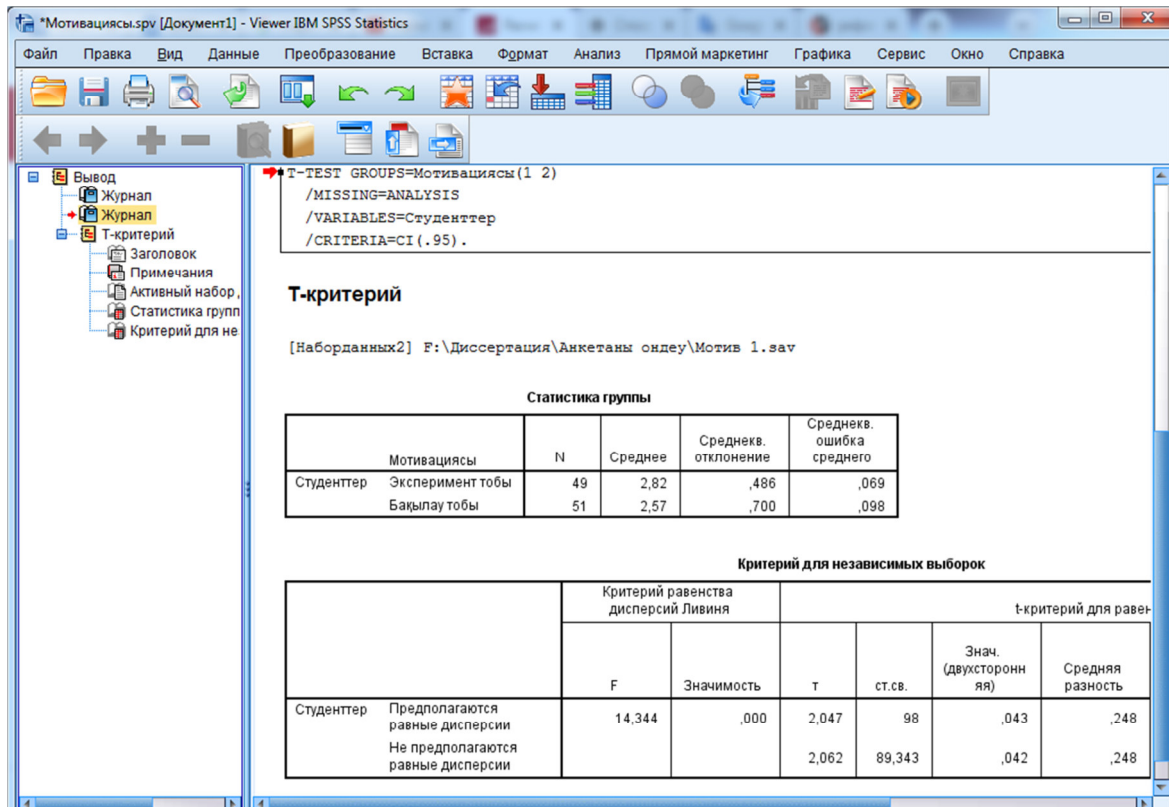 *Мотивациясы.spv [Документ1] - Viewer IBM SPSS Statistics
Файл Правка Вид Данные Преобразование Вставка Формат Анализ Прямой маркетинг Графика Сервис Окно Справка
Вывод
Журнал
Журнал
Т-критерий
Заголовок
Примечания
Активный набор
Статистика групп
Критерий для не
T-TEST GROUPS=Мотивациясы(1 2)
/MISSING=ANALYSIS
/VARIABLES=Студенттер
/CRITERIA=CI(.95).
Т-критерий
[Наборданных2] F:\Диссертация\Анкетаны ондеу\Мотив 1.sav
Статистика группы
Мотивациясы N Среднее Среднекв. отклонение Среднекв. ошибка среднего
Студенттер Эксперимент тобы 49 2,82 ,486 ,069
Бақылау тобы 51 2,57 ,700 ,098
Критерий для независимых выборок
Критерий равенства дисперсий Ливиня t-критерий для равен
F Значимость т ст.св. Знач. (двухсторонняя) Средняя разность
Студенттер Предполагаются равные дисперсии 14,344 ,000 2,047 98 ,043 ,248
Не предполагаются равные дисперсии 2,062 89,343 ,042 ,248